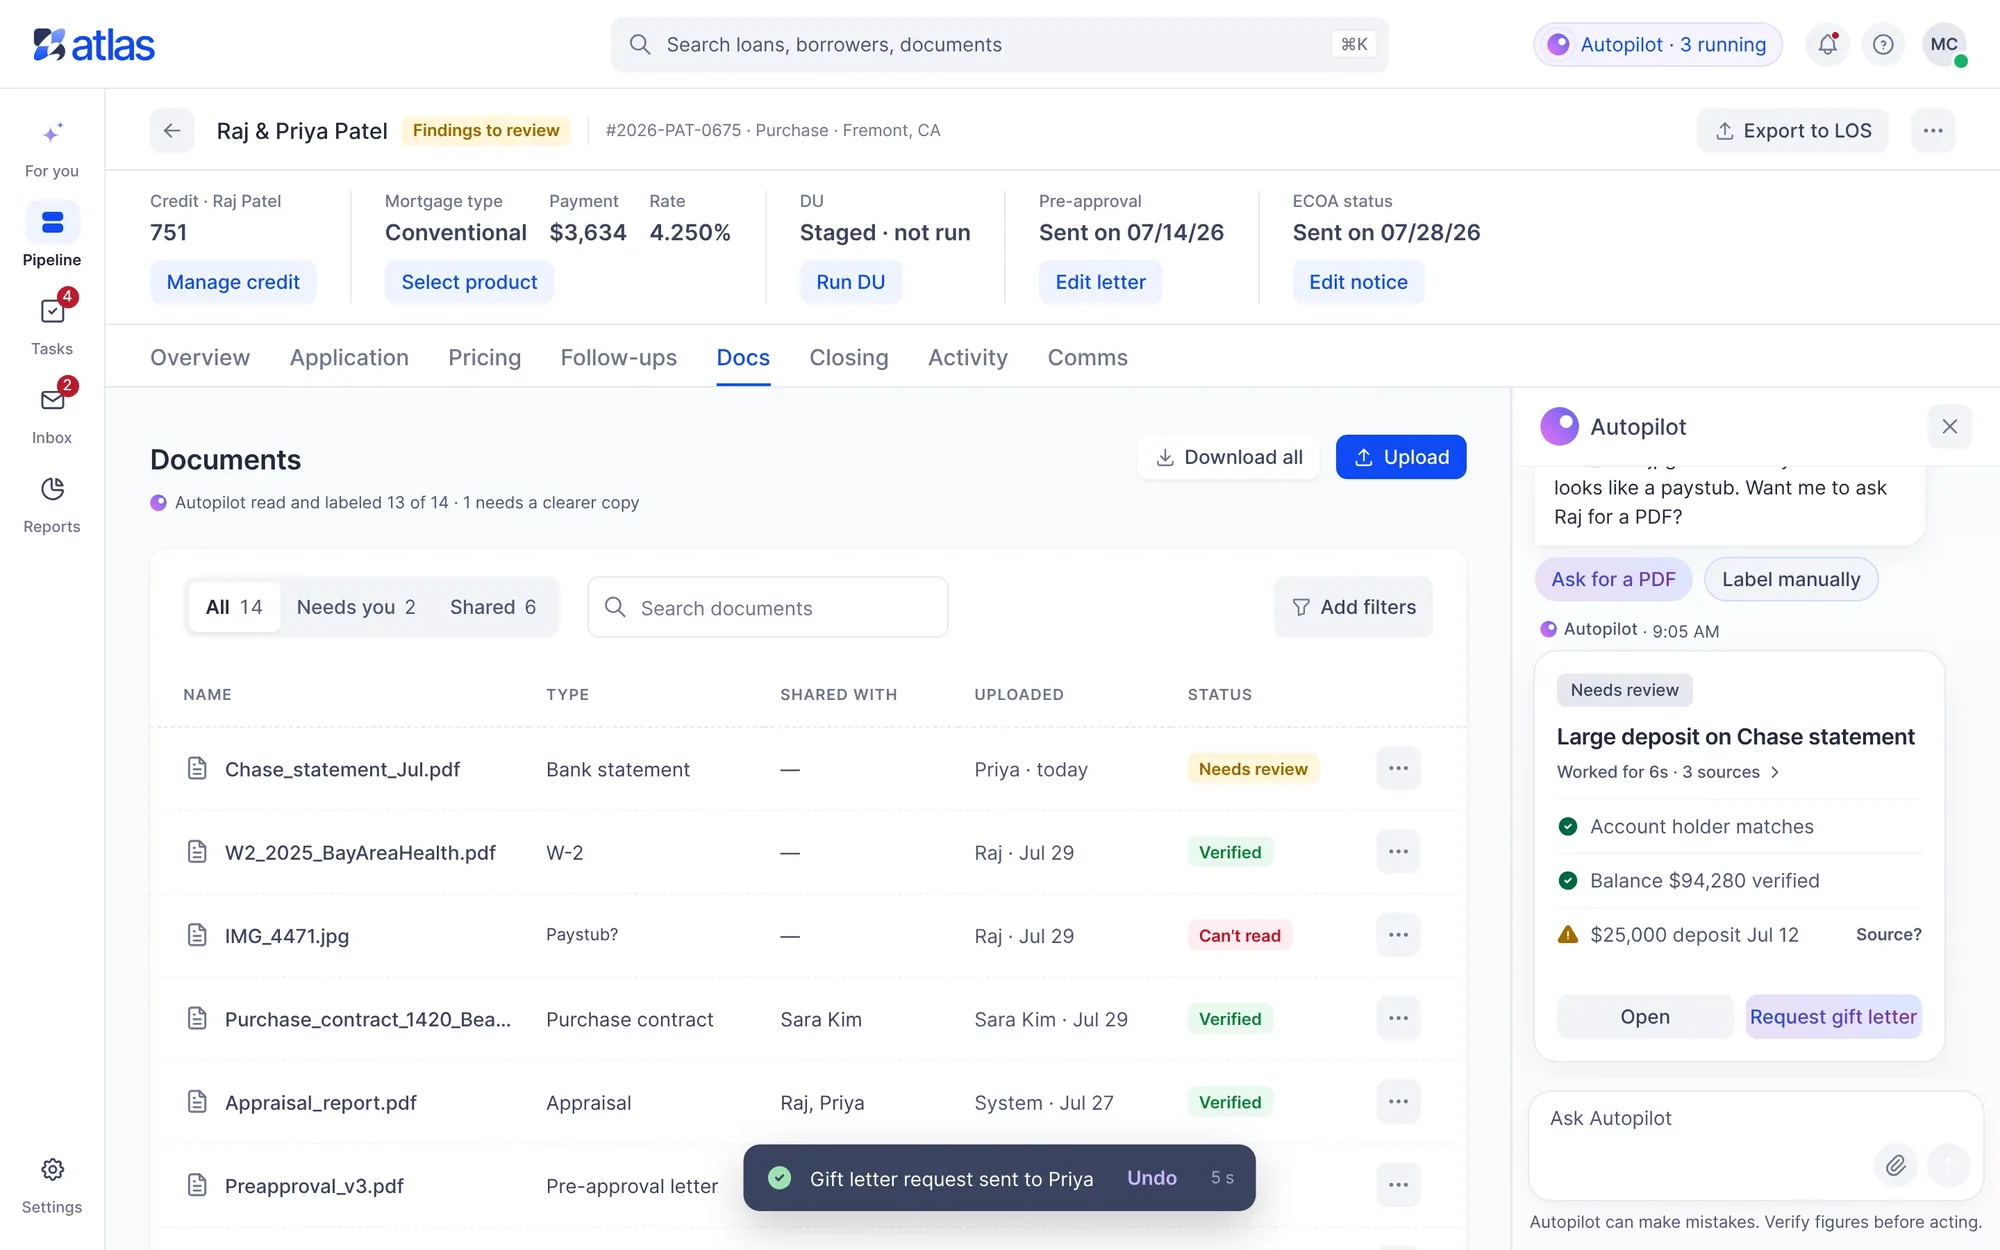 atlas
Search loans, borrowers, documents
⌘K
Autopilot · 3 running
MC
For you
Pipeline
4
Tasks
2
Inbox
Reports
Settings
Raj & Priya Patel
Findings to review
#2026-PAT-0675 · Purchase · Fremont, CA
Export to LOS
Credit · Raj Patel
751
Manage credit
Mortgage type
Conventional
Payment
$3,634
Rate
4.250%
Select product
DU
Staged · not run
Run DU
Pre-approval
Sent on 07/14/26
Edit letter
ECOA status
Sent on 07/28/26
Edit notice
Overview
Application
Pricing
Follow-ups
Docs
Closing
Activity
Comms
Documents
Autopilot read and labeled 13 of 14 · 1 needs a clearer copy
Download all
Upload
All 14
Needs you 2
Shared 6
Search documents
Add filters
NAME TYPE SHARED WITH UPLOADED STATUS
Chase_statement_Jul.pdf Bank statement — Priya · today Needs review
W2_2025_BayAreaHealth.pdf W-2 — Raj · Jul 29 Verified
IMG_4471.jpg Paystub? — Raj · Jul 29 Can't read
Purchase_contract_1420_Bea... Purchase contract Sara Kim Sara Kim · Jul 29 Verified
Appraisal_report.pdf Appraisal Raj, Priya System · Jul 27 Verified
Preapproval_v3.pdf Pre-approval letter
Gift letter request sent to Priya Undo 5 s
Autopilot
looks like a paystub. Want me to ask
Raj for a PDF?
Ask for a PDF
Label manually
Autopilot · 9:05 AM
Needs review
Large deposit on Chase statement
Worked for 6s · 3 sources
Account holder matches
Balance $94,280 verified
$25,000 deposit Jul 12 Source?
Open
Request gift letter
Ask Autopilot
Autopilot can make mistakes. Verify figures before acting.